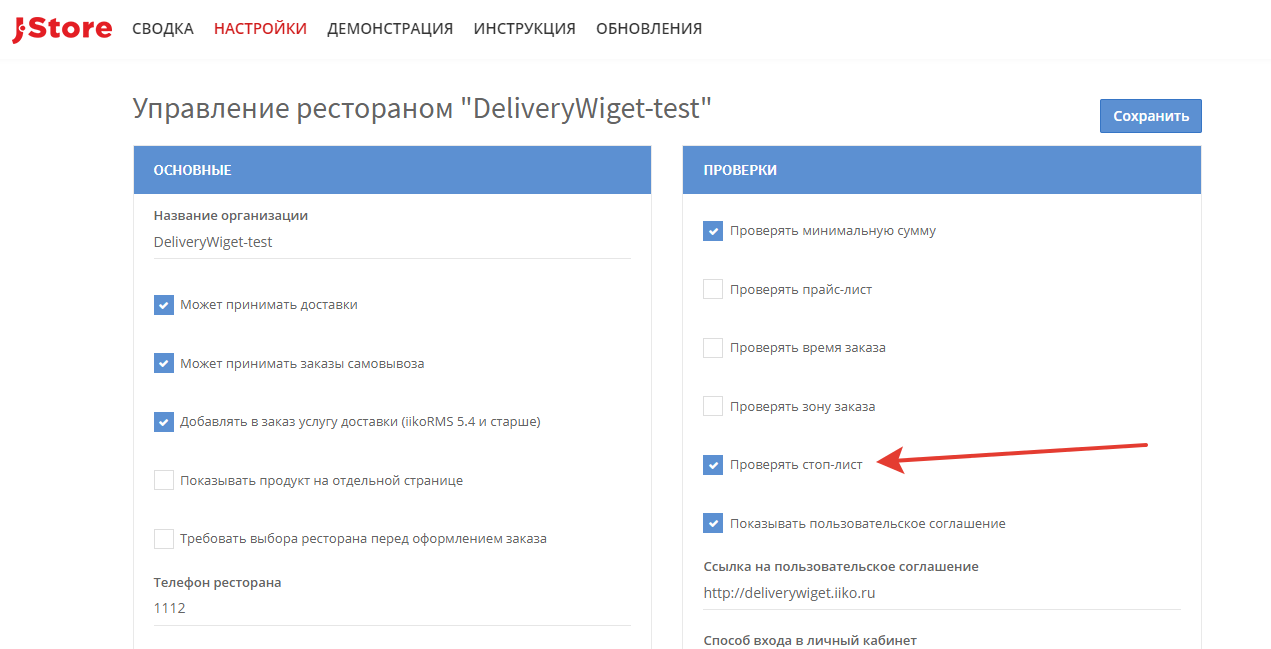 jStore СВОДКА НАСТРОЙКИ ДЕМОНСТРАЦИЯ ИНСТРУКЦИЯ ОБНОВЛЕНИЯ
Управление рестораном "DeliveryWiget-test"
Сохранить
ОСНОВНЫЕ
Название организации
DeliveryWiget-test
Может принимать доставки
Может принимать заказы самовывоза
Добавлять в заказ услугу доставки (iikoRMS 5.4 и старше)
Показывать продукт на отдельной странице
Требовать выбора ресторана перед оформлением заказа
Телефон ресторана
1112
ПРОВЕРКИ
Проверять минимальную сумму
Проверять прайс-лист
Проверять время заказа
Проверять зону заказа
Проверять стоп-лист
Показывать пользовательское соглашение
Ссылка на пользовательское соглашение
http://deliverywiget.iiko.ru
Способ входа в личный кабинет